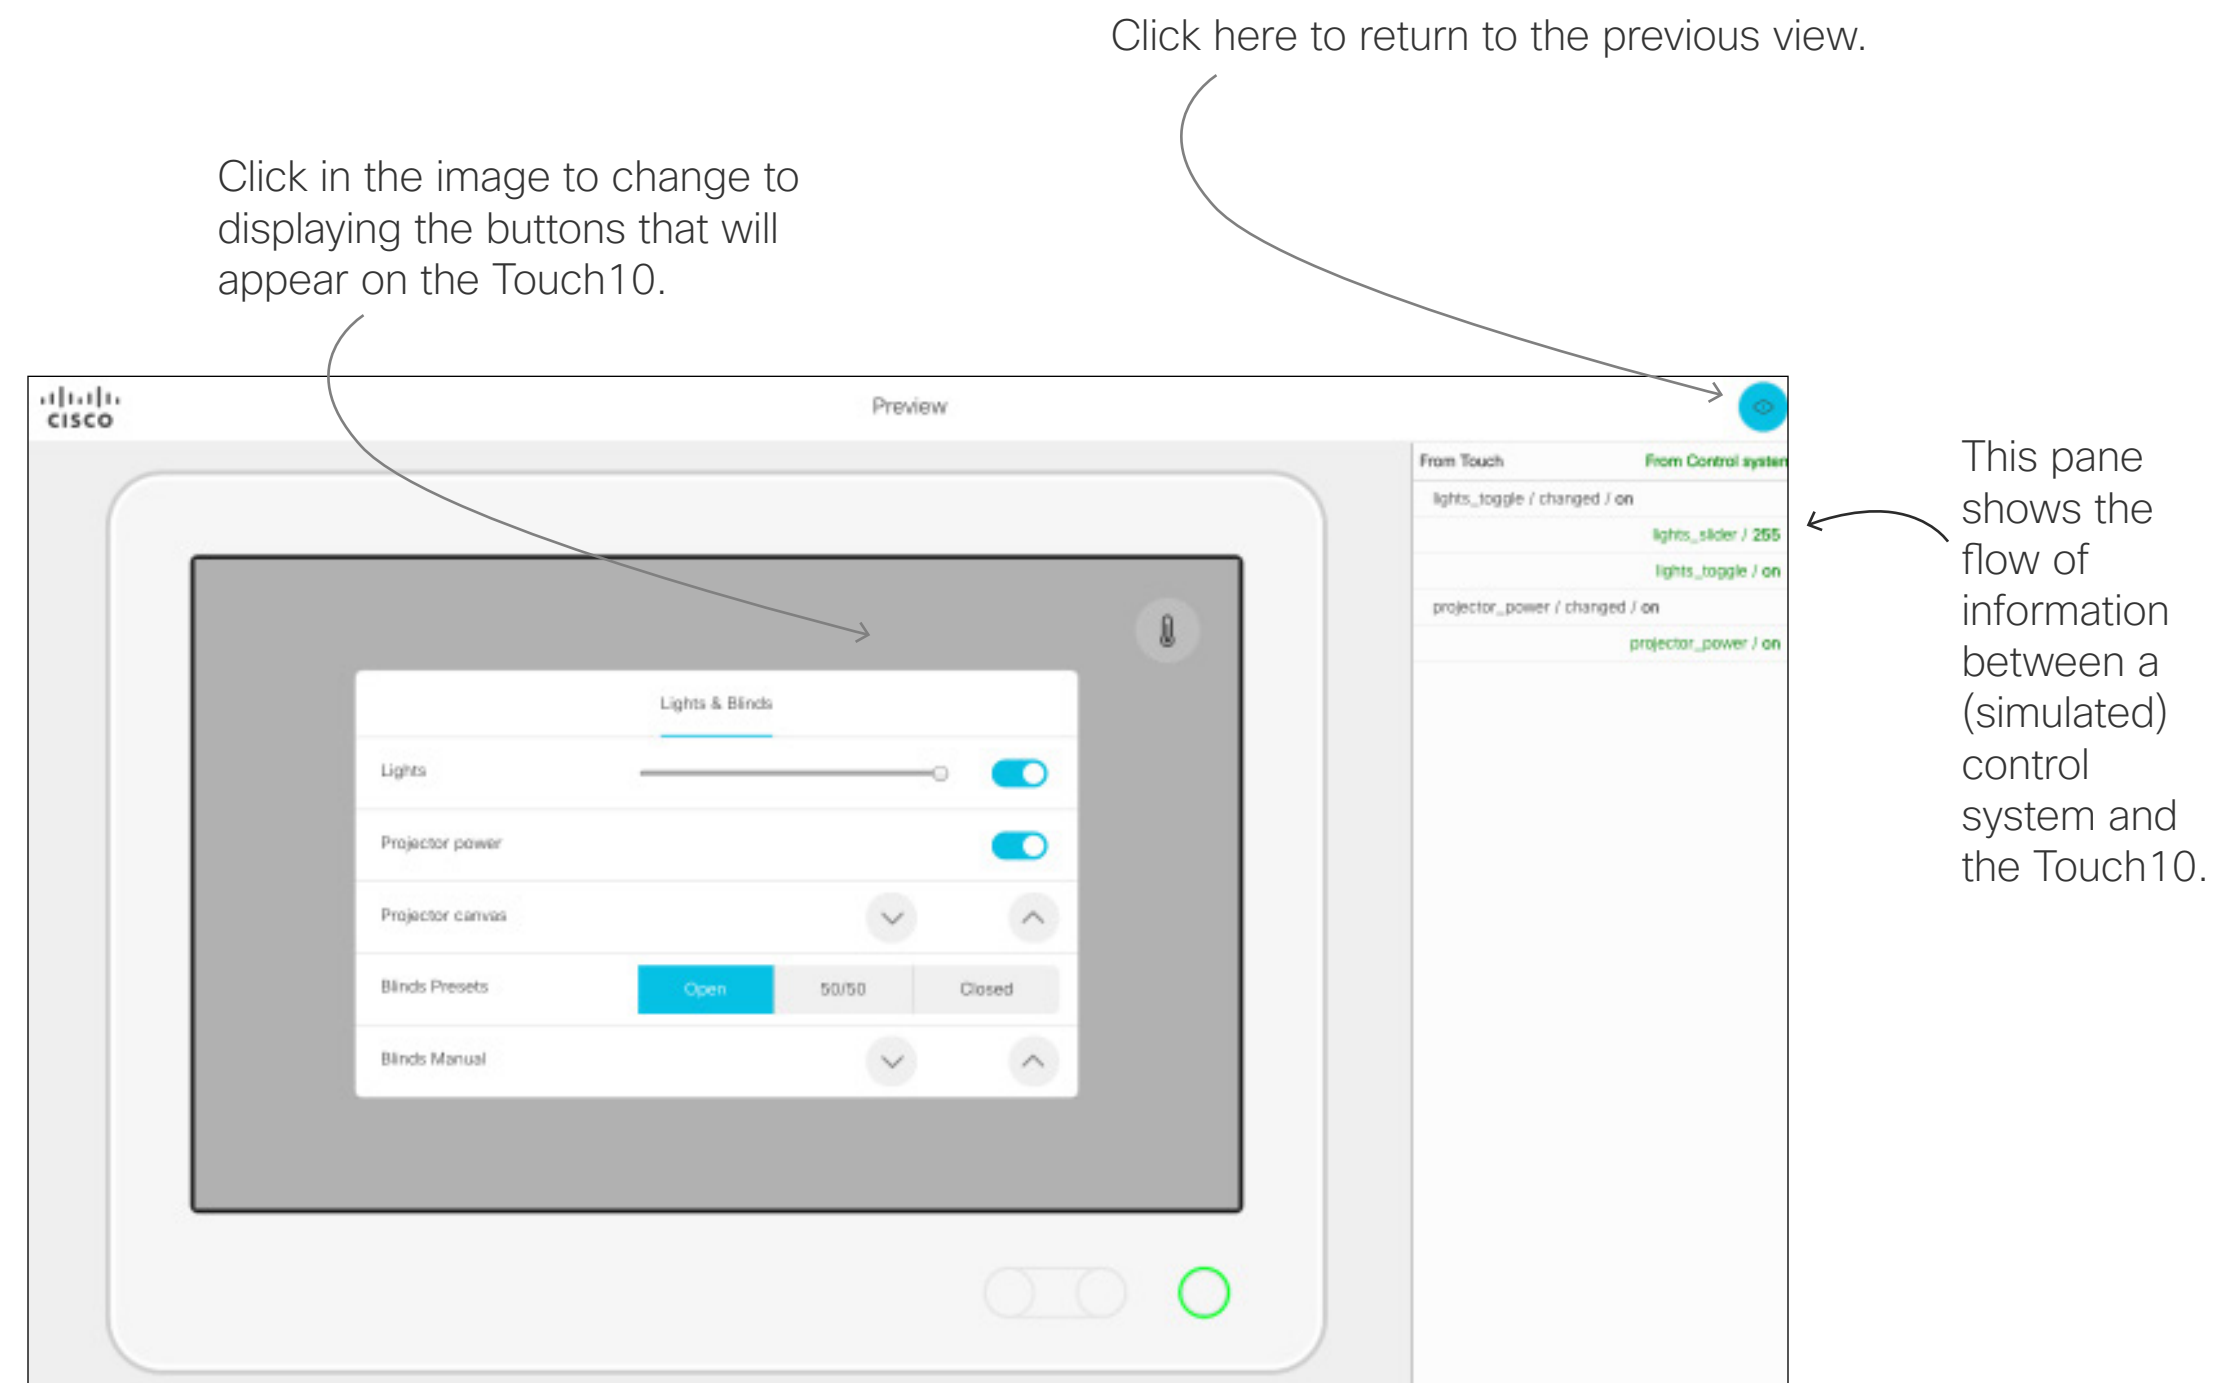 Click here to return to the previous view.
Click in the image to change to
displaying the buttons that will
appear on the Touch10.
CISCO
Preview
From Touch
From Control system
lights_toggle / changed / on
lights_slider / 255
lights_toggle / on
projector_power / changed / on
projector_power / on
Lights & Blinds
Lights
Projector power
Projector canvas
Blinds Presets
Open
50/50
Closed
Blinds Manual
This pane
shows the
flow of
information
between a
(simulated)
control
system and
the Touch10.